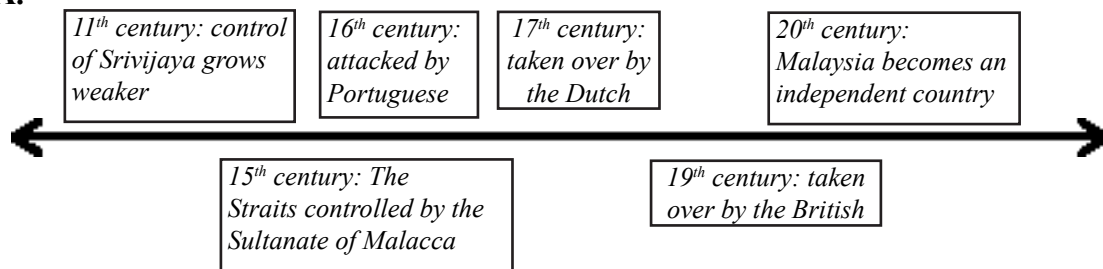 11th century: control
of Srivijaya grows
weaker
16th century:
attacked by
Portuguese
17th century:
taken over by
the Dutch
20th century:
Malaysia becomes an
independent country
15th century: The
Straits controlled by the
Sultanate of Malacca
19th century: taken
over by the British